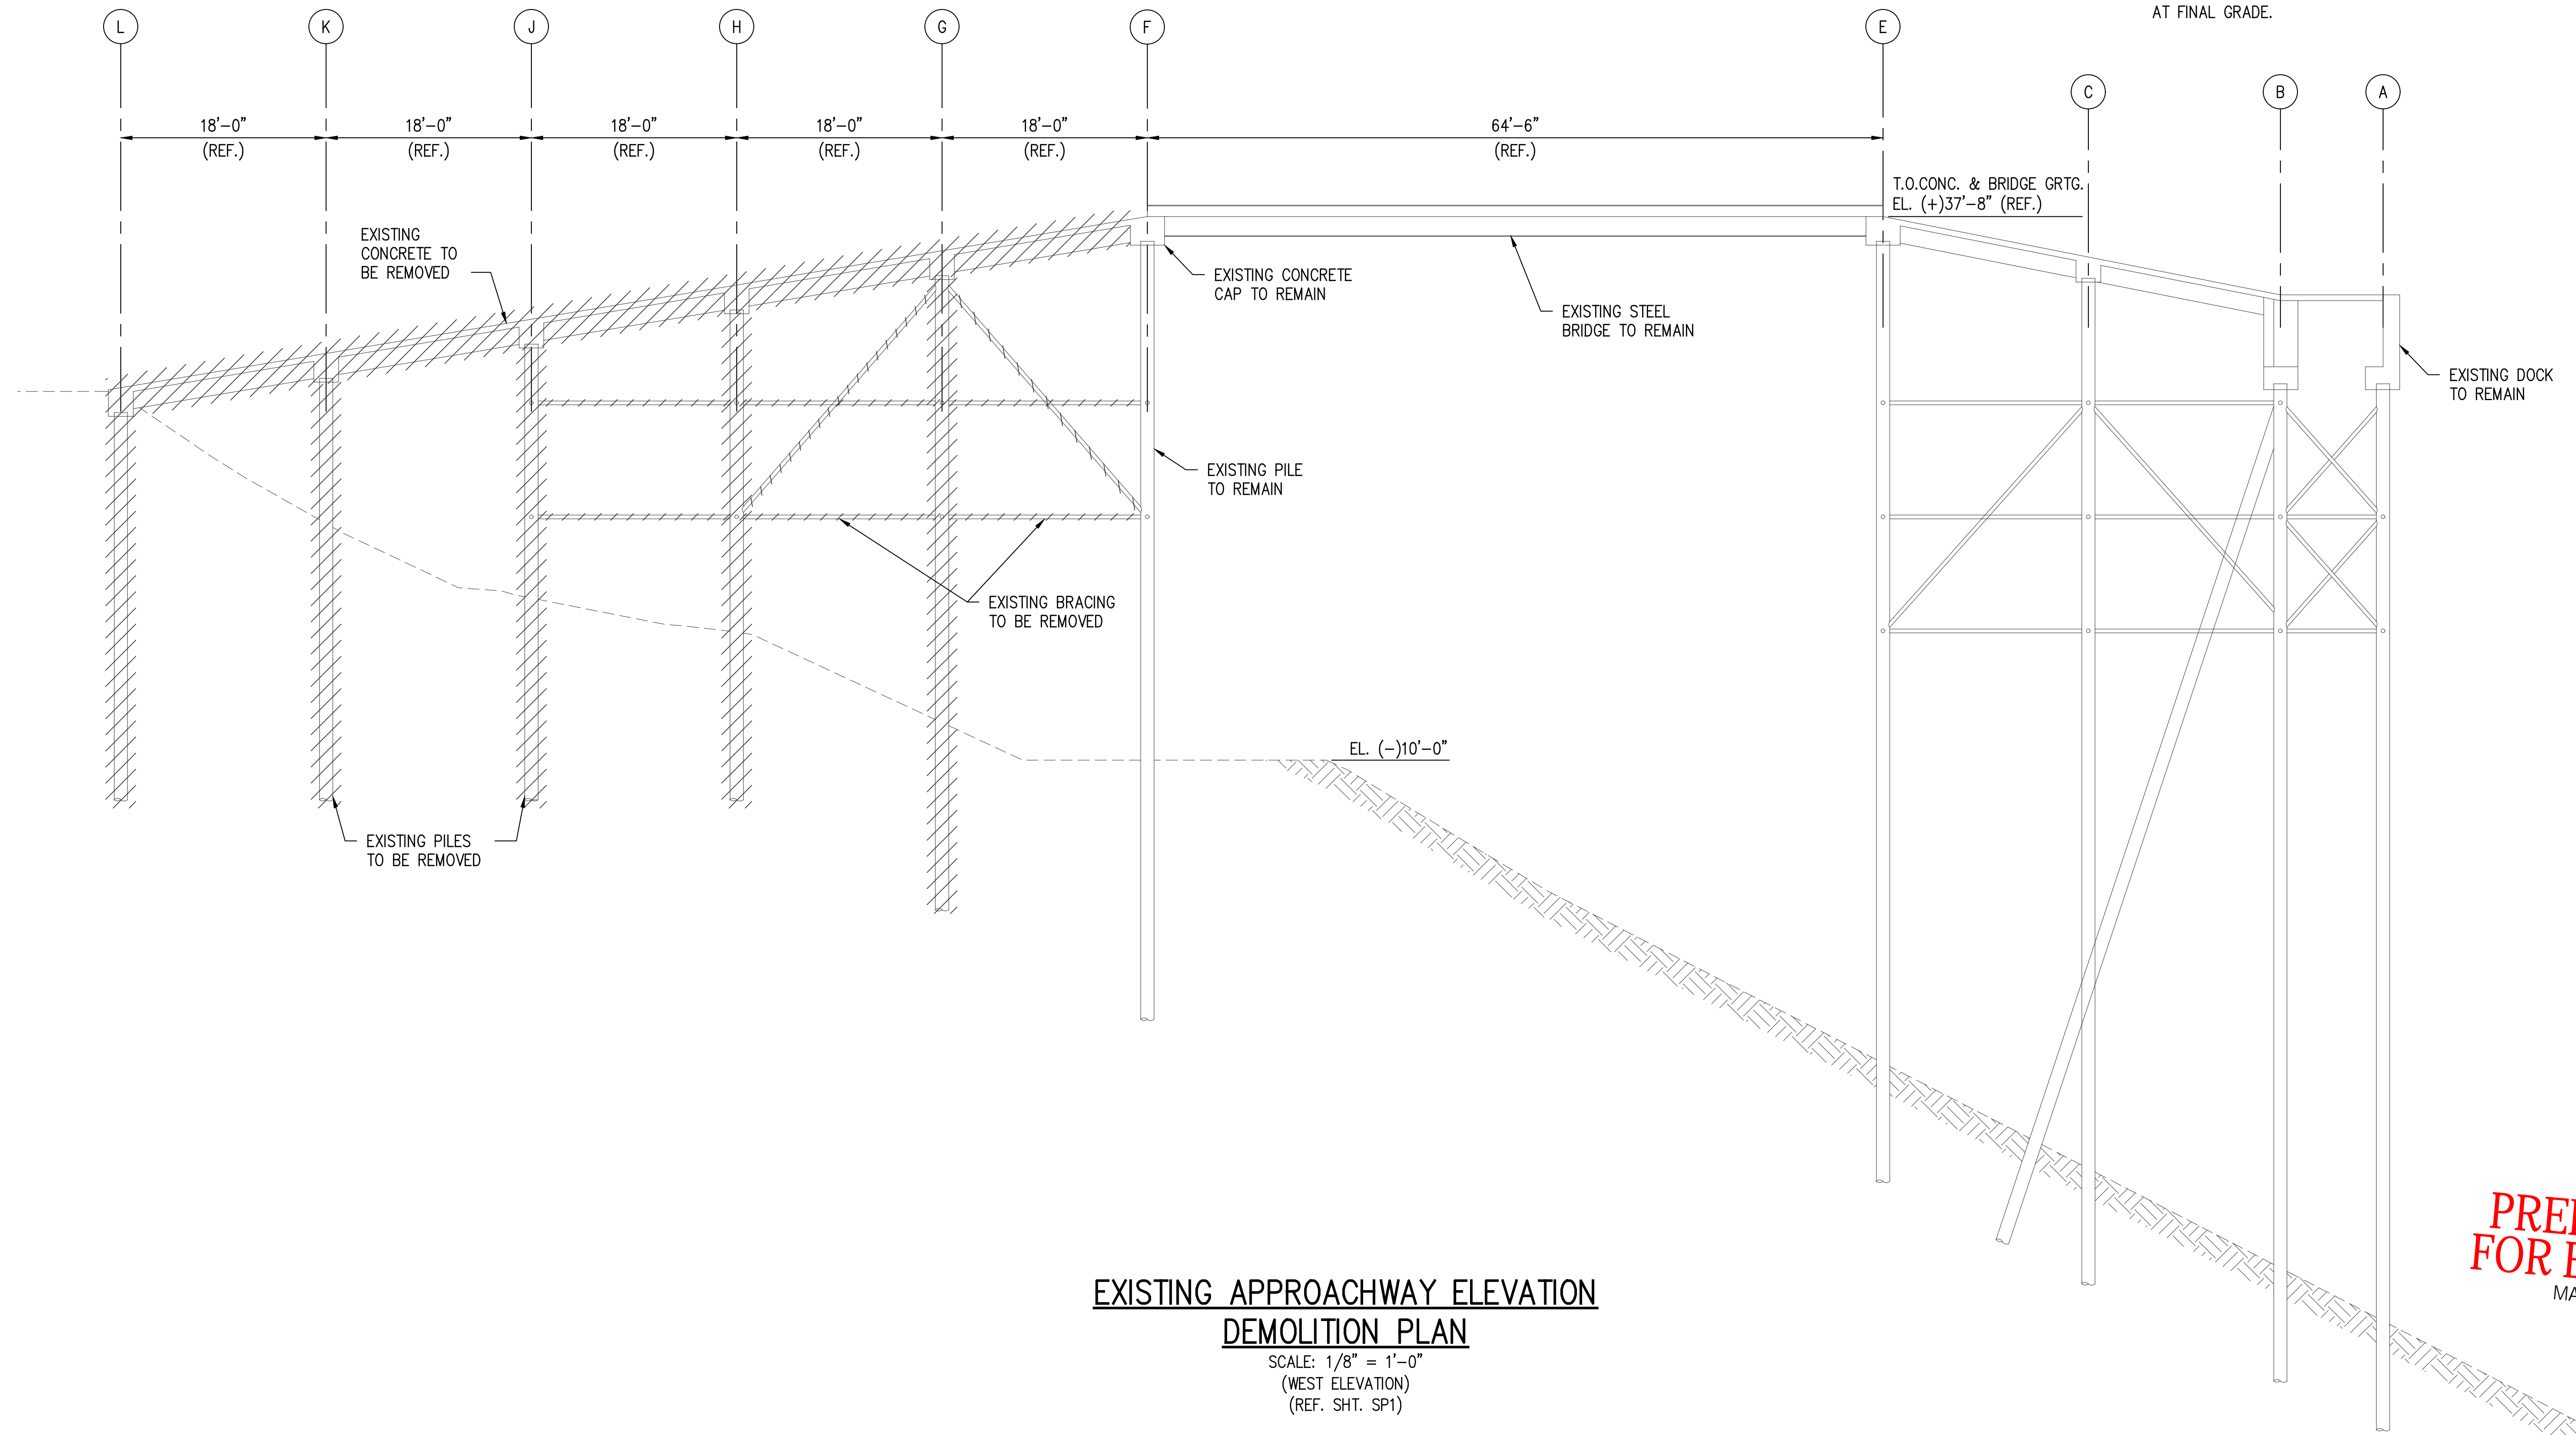 AT FINAL GRADE.
L
K
J
H
G
F
E
C
B
A
18'-0"
(REF.)
18'-0"
(REF.)
18'-0"
(REF.)
18'-0"
(REF.)
18'-0"
(REF.)
64'-6"
(REF.)
T.O.CONC. & BRIDGE GRTG.
EL. (+)37'-8" (REF.)
EXISTING
CONCRETE TO
BE REMOVED
EXISTING CONCRETE
CAP TO REMAIN
EXISTING STEEL
BRIDGE TO REMAIN
EXISTING DOCK
TO REMAIN
EXISTING PILE
TO REMAIN
EXISTING BRACING
TO BE REMOVED
EL. (-)10'-0"
EXISTING PILES
TO BE REMOVED
FOR
EXISTING APPROACHWAY ELEVATION
DEMOLITION PLAN
SCALE: 1/8" = 1'-0"
(WEST ELEVATION)
(REF. SHT. SP1)